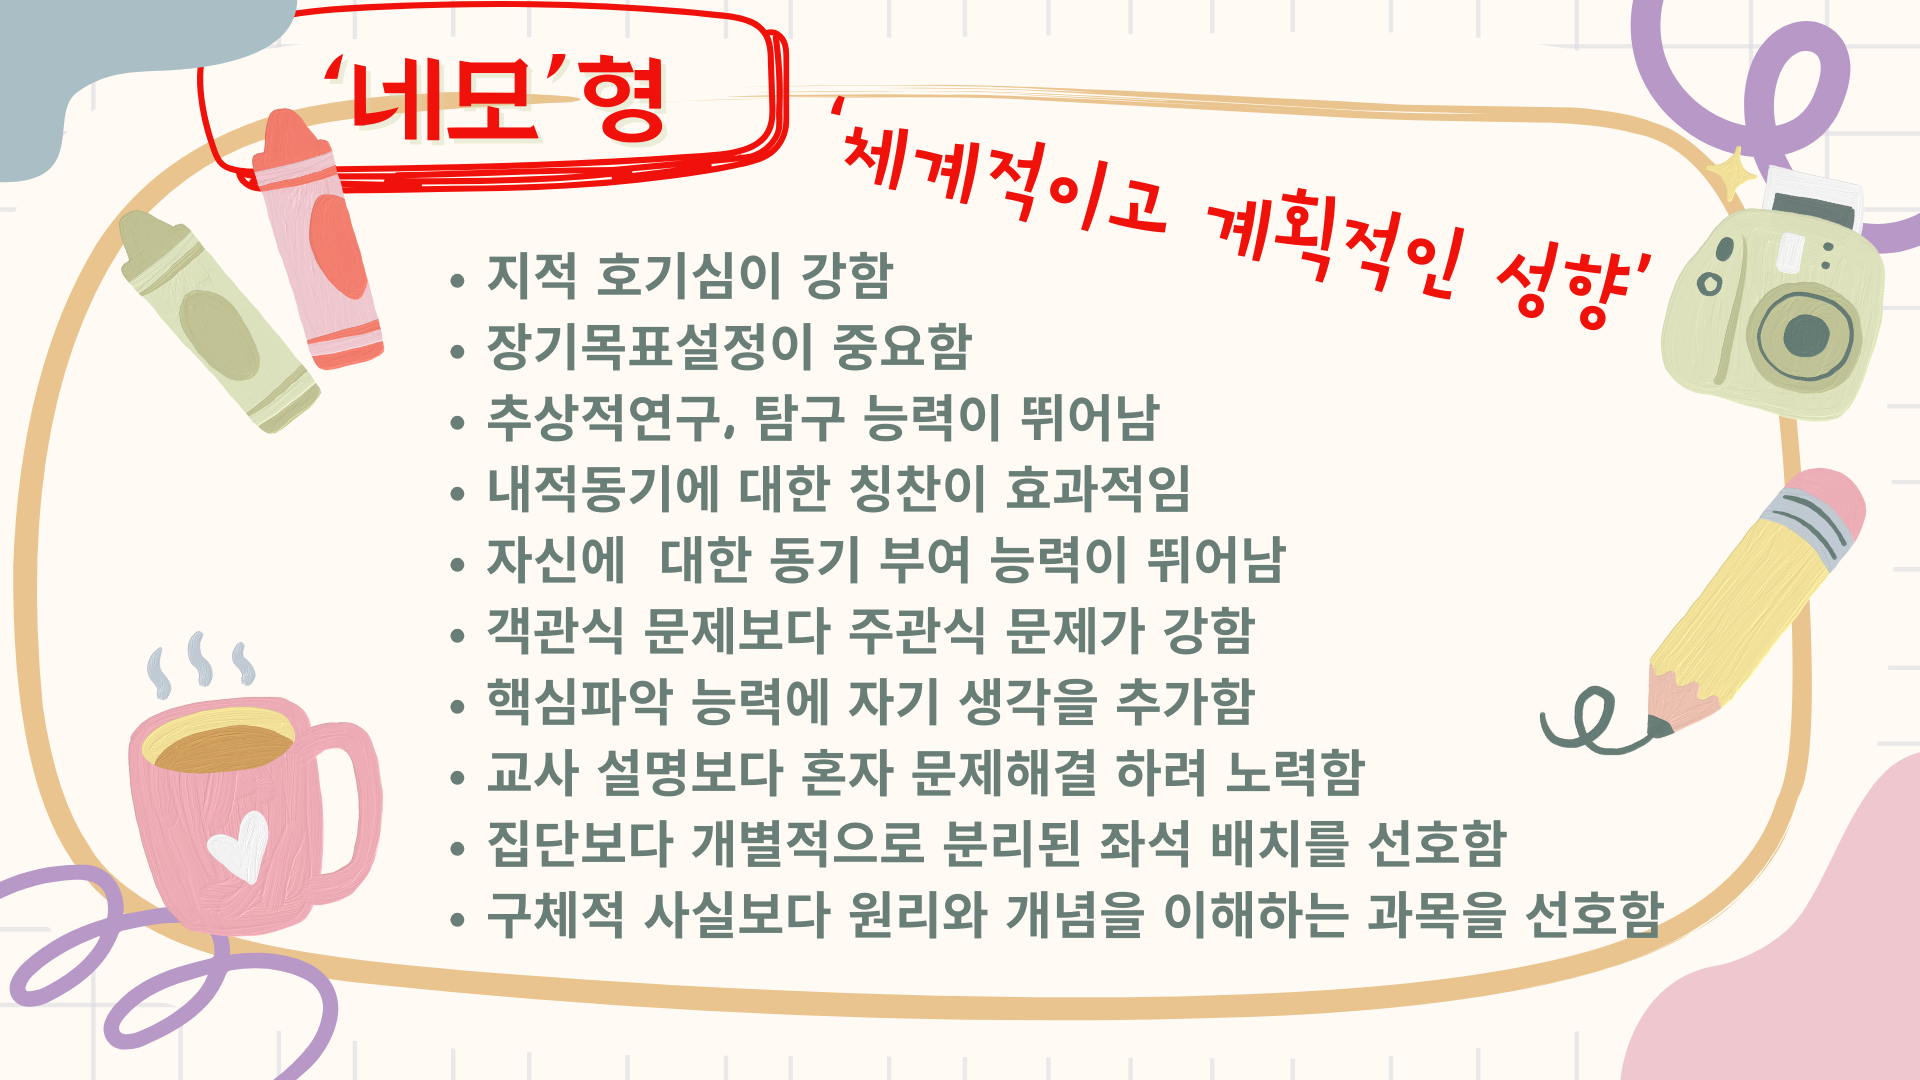 ‘네모’형
‘체계적이고 계획적인 성향’
• 지적 호기심이 강함
• 장기목표설정이 중요함
• 추상적연구, 탐구 능력이 뛰어남
• 내적동기에 대한 칭찬이 효과적임
• 자신에  대한 동기 부여 능력이 뛰어남
• 객관식 문제보다 주관식 문제가 강함
• 핵심파악 능력에 자기 생각을 추가함
• 교사 설명보다 혼자 문제해결 하려 노력함
• 집단보다 개별적으로 분리된 좌석 배치를 선호함
• 구체적 사실보다 원리와 개념을 이해하는 과목을 선호함